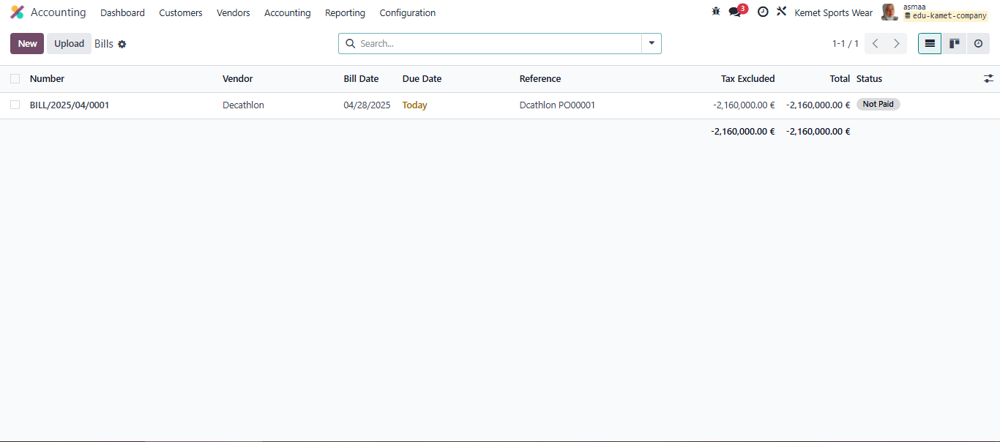 Accounting Dashboard Customers Vendors Accounting Reporting Configuration 3 Kemet Sports Wear asmaa
edu-kamet-company
New Upload Bills Search... 1-1 / 1
Number Vendor Bill Date Due Date Reference Tax Excluded Total Status
BILL/2025/04/0001 Decathlon 04/28/2025 Today Dcathlon PO00001 -2,160,000.00 € -2,160,000.00 € Not Paid
-2,160,000.00 € -2,160,000.00 €